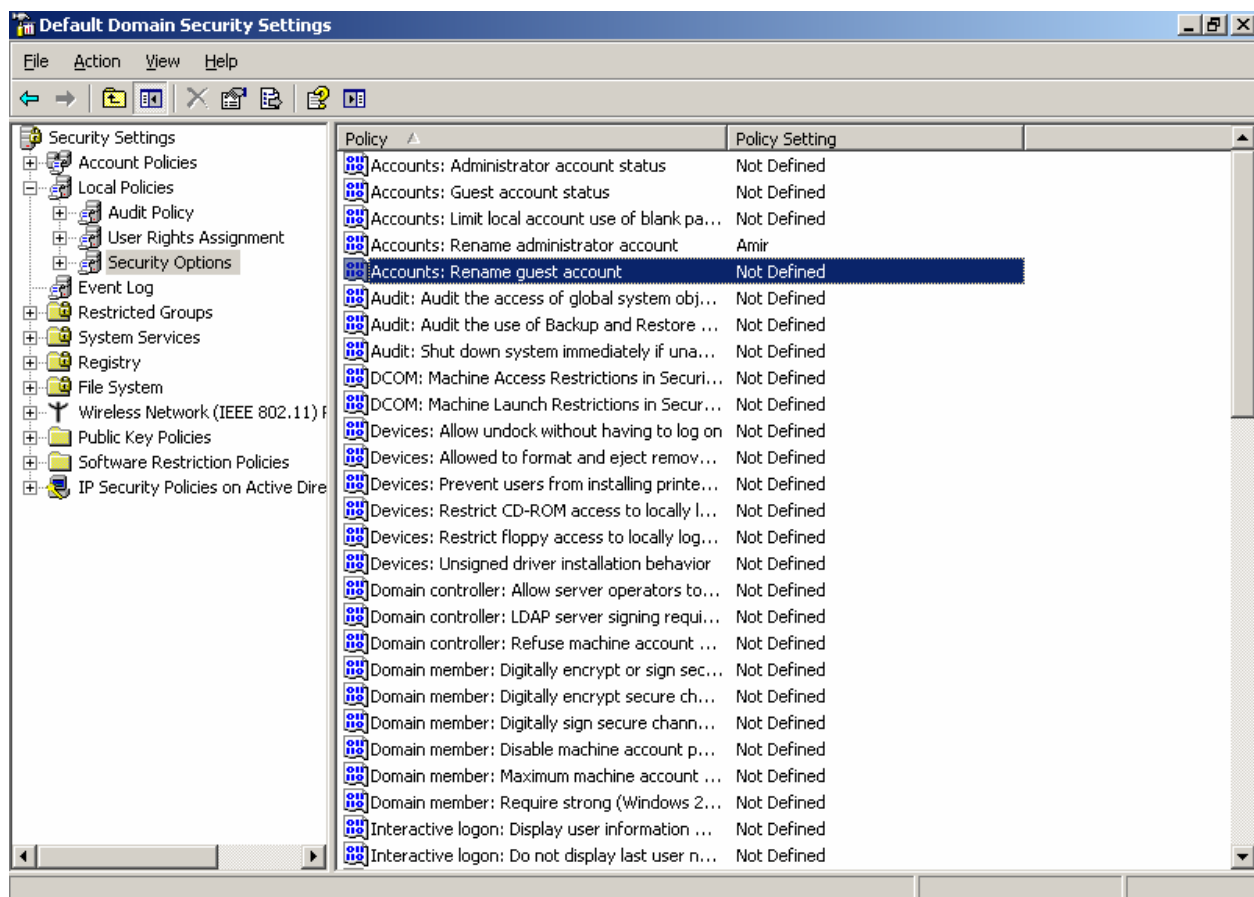 Default Domain Security Settings
File Action View Help
Security Settings
Account Policies
Local Policies
Audit Policy
User Rights Assignment
Security Options
Event Log
Restricted Groups
System Services
Registry
File System
Wireless Network (IEEE 802.11) P
Public Key Policies
Software Restriction Policies
IP Security Policies on Active Dire
Policy Policy Setting
Accounts: Administrator account status Not Defined
Accounts: Guest account status Not Defined
Accounts: Limit local account use of blank pa... Not Defined
Accounts: Rename administrator account Amir
Accounts: Rename guest account Not Defined
Audit: Audit the access of global system obj... Not Defined
Audit: Audit the use of Backup and Restore ... Not Defined
Audit: Shut down system immediately if una... Not Defined
DCOM: Machine Access Restrictions in Securi... Not Defined
DCOM: Machine Launch Restrictions in Secur... Not Defined
Devices: Allow undock without having to log on Not Defined
Devices: Allowed to format and eject remov... Not Defined
Devices: Prevent users from installing printe... Not Defined
Devices: Restrict CD-ROM access to locally l... Not Defined
Devices: Restrict floppy access to locally log... Not Defined
Devices: Unsigned driver installation behavior Not Defined
Domain controller: Allow server operators to... Not Defined
Domain controller: LDAP server signing requi... Not Defined
Domain controller: Refuse machine account ... Not Defined
Domain member: Digitally encrypt or sign sec... Not Defined
Domain member: Digitally encrypt secure ch... Not Defined
Domain member: Digitally sign secure chann... Not Defined
Domain member: Disable machine account p... Not Defined
Domain member: Maximum machine account ... Not Defined
Domain member: Require strong (Windows 2... Not Defined
Interactive logon: Display user information ... Not Defined
Interactive logon: Do not display last user n... Not Defined